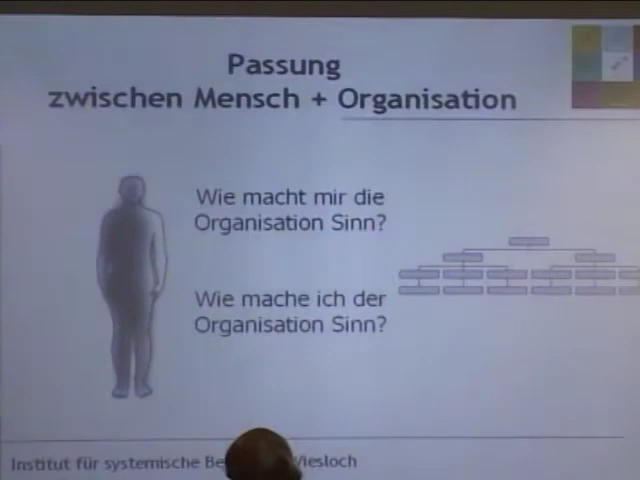 Passung
zwischen Mensch + Organisation
Wie macht mir die
Organisation Sinn?
Wie mache ich der
Organisation Sinn?
Institut für systemische Be